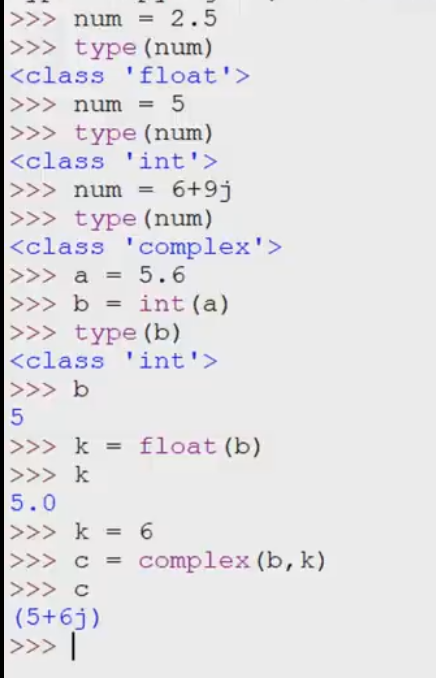 >>> num = 2.5
>>> type(num)
<class 'float'>
>>> num = 5
>>> type(num)
<class 'int'>
>>> num = 6+9j
>>> type(num)
<class 'complex'>
>>> a = 5.6
>>> b = int(a)
>>> type(b)
<class 'int'>
>>> b
5
>>> k = float(b)
>>> k
5.0
>>> k = 6
>>> c = complex(b,k)
>>> c
(5+6j)
>>>